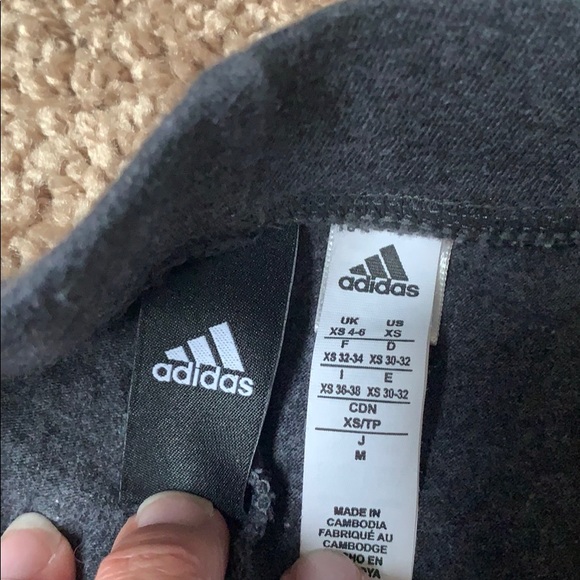 adidas
adidas
UK US
XS 4-6 XS
F D
XS 32-34 XS 30-32
I E
XS 36-38 XS 30-32
CDN
XS/TP
J
M
MADE IN
CAMBODIA
FABRIQUÉ AU
CAMBODGE
EN